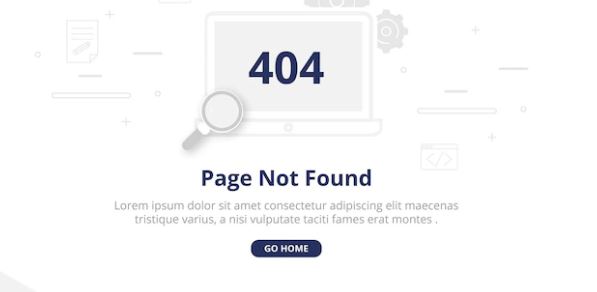 404
Page Not Found
Lorem ipsum dolor sit amet consectetur adipiscing elit maecenas
tristique varius, a nisi vulputate taciti fames erat montes .
GO HOME